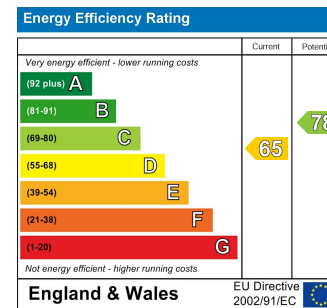 Energy Efficiency Rating
Current Potenti
Very energy efficient - lower running costs
(92 plus) A
(81-91) B
(69-80) C
(55-68) D
(39-54) E
(21-38) F
(1-20) G
65
78
Not energy efficient - higher running costs
England & Wales
EU Directive
2002/91/EC